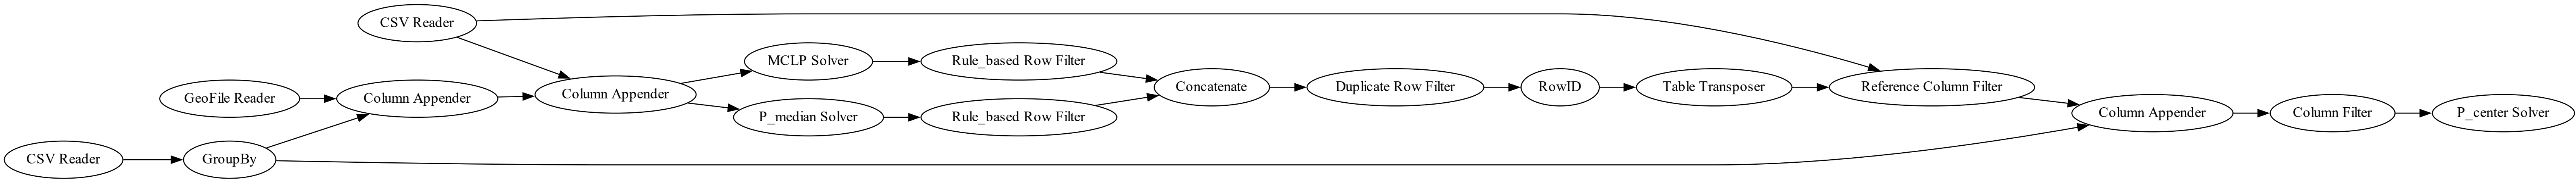 CSV Reader
MCLP Solver
Rule_based Row Filter
GeoFile Reader
Column Appender
Column Appender
Concatenate
Duplicate Row Filter
RowID
Table Transposer
Reference Column Filter
P_median Solver
Rule_based Row Filter
Column Appender
Column Filter
P_center Solver
CSV Reader
GroupBy